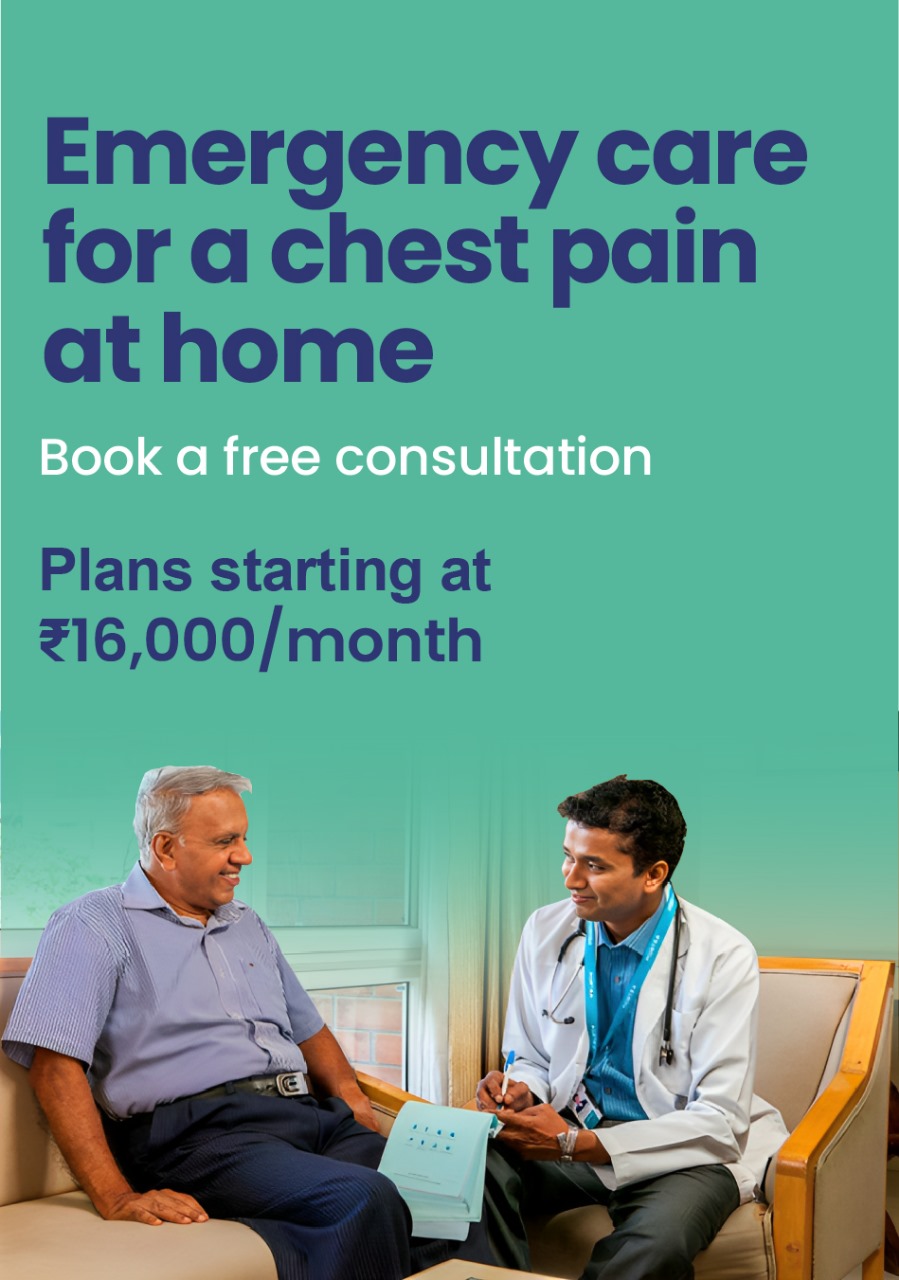 Emergency care
for a chest pain
at home
Book a free consultation
Plans starting at
₹16,000/month